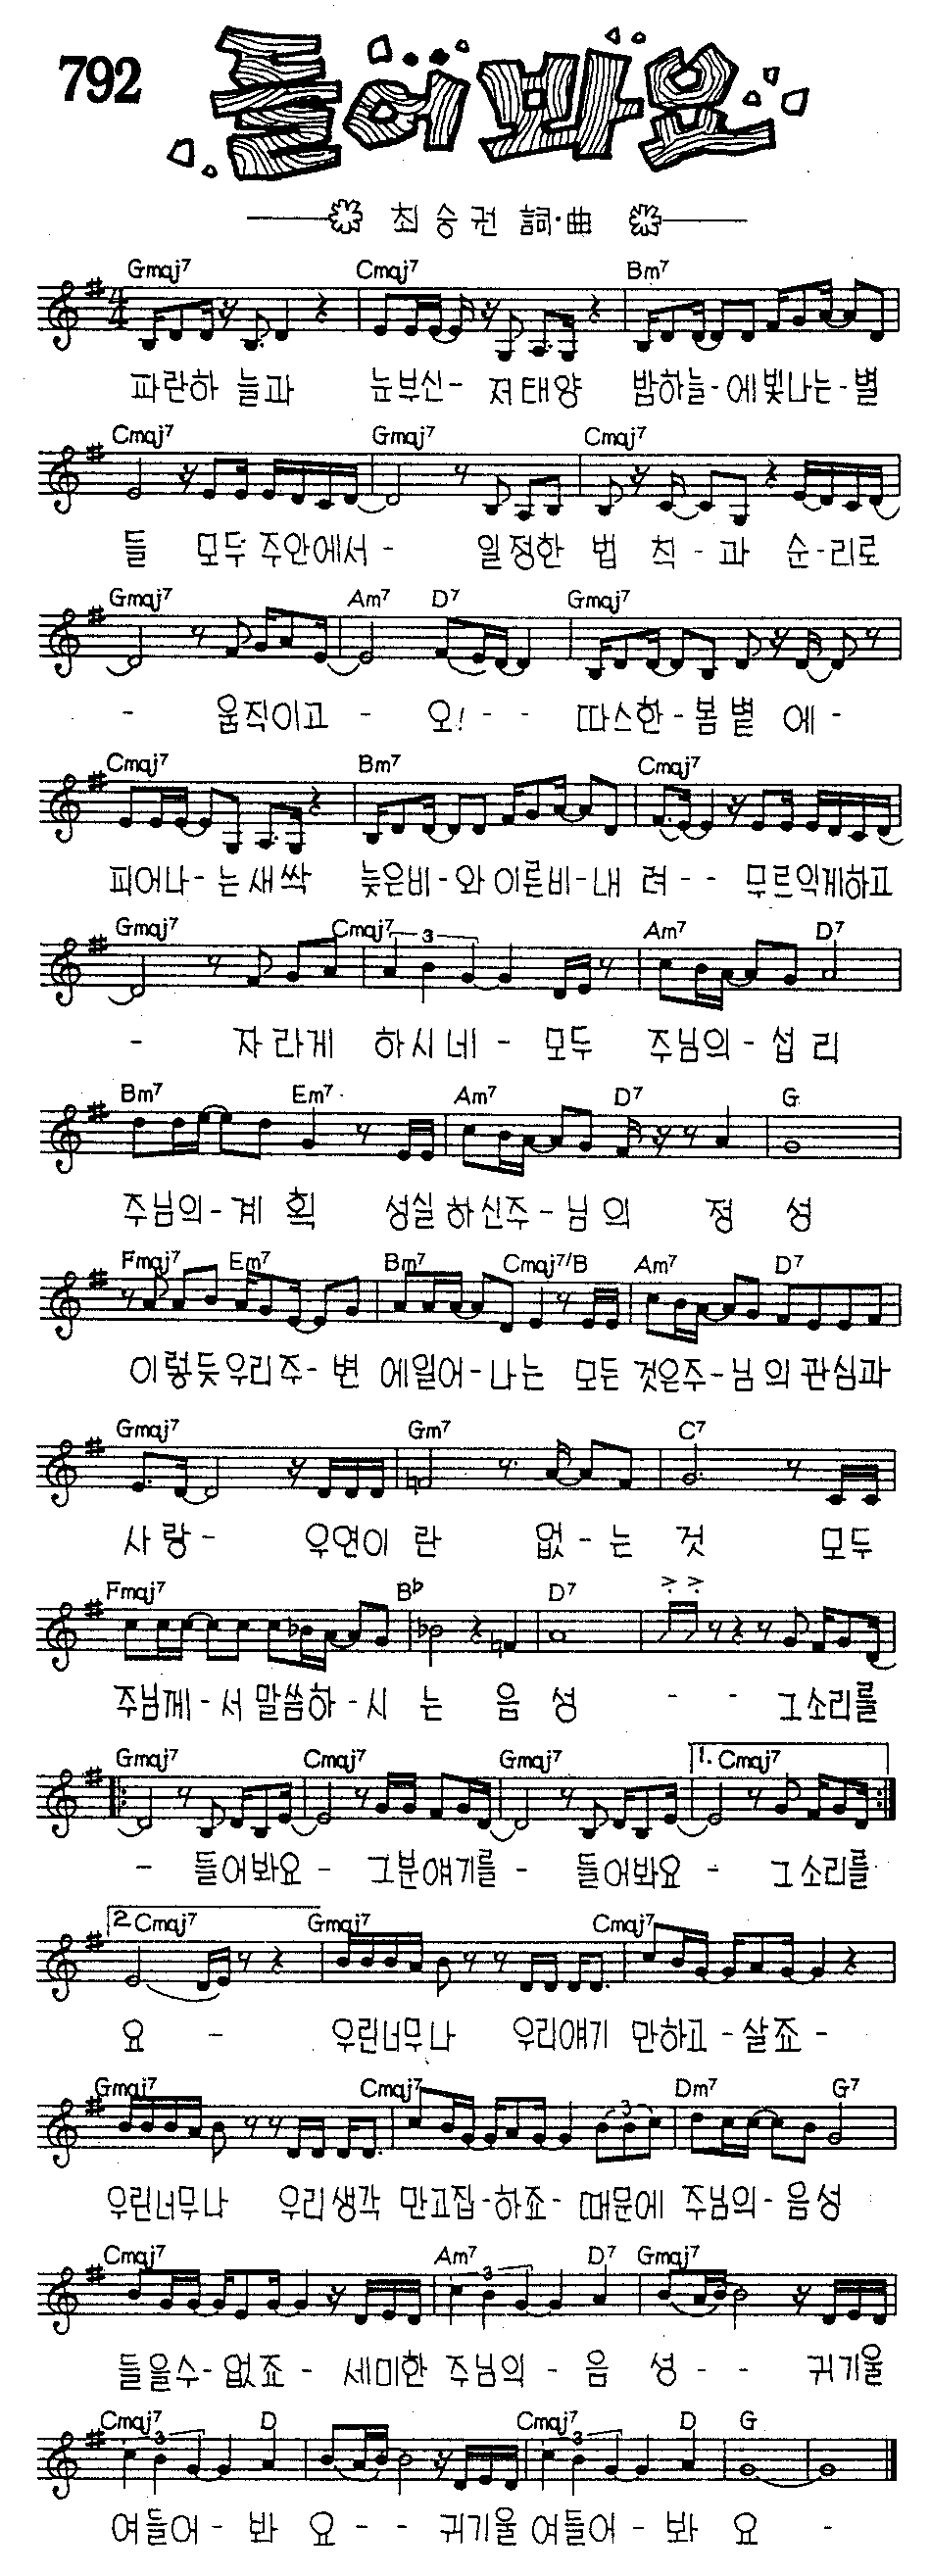 792
들어봐요
최승권 詞·曲
Gmaj7 Cmaj7 Bm7
파란하 늘과 눈부신- 저태양 밤하늘-에빛나는-별
Cmaj7 Gmaj7 Cmaj7
들 모두 주안에서- 일정한 법 칙-과 순-리로
Gmaj7 Am7 D7 Gmaj7
- 움직이고 - 오!-- 따스한-봄볕 에-
Cmaj7 Bm7 Cmaj7
피어나-는새싹 늦은비-와이른비-내 려-- 무르익게하고
Gmaj7 Cmaj7 3 Am7 D7
- 자라게 하시네- 모두 주님의-섭 리
Bm7 Em7 Am7 D7 G
주님의-계 획 성실하신주-님의 정 성
Fmaj7 Em7 Bm7 Cmaj7/B Am7 D7
이렇듯우리주-변 에일어-나는 모든 것은주-님의관심과
Gmaj7 Gm7 C7
사랑- 우연이란 없-는 것 모두
Fmaj7 B♭ D7
주님께-서 말씀하-시 는 음 성 - - 그소리를
Gmaj7 Cmaj7 Gmaj7 1. Cmaj7
- 들어봐요- 그분얘기를- 들어봐요- 그소리를
2 Cmaj7 Gmaj7 Cmaj7
요 - 우린너무나 우리얘기 만하고-살죠-
Gmaj7 Cmaj7 3 Dm7 G7
우린너무나 우리생각 만고집-하죠- 때문에 주님의-음성
Cmaj7 Am7 3 D7 Gmaj7
들을수-없죠- 세미한 주님의 - 음 성-- 귀기울
Cmaj7 3 D Cmaj7 3 D G
여들어-봐 요-- 귀기울 여들어-봐 요 -